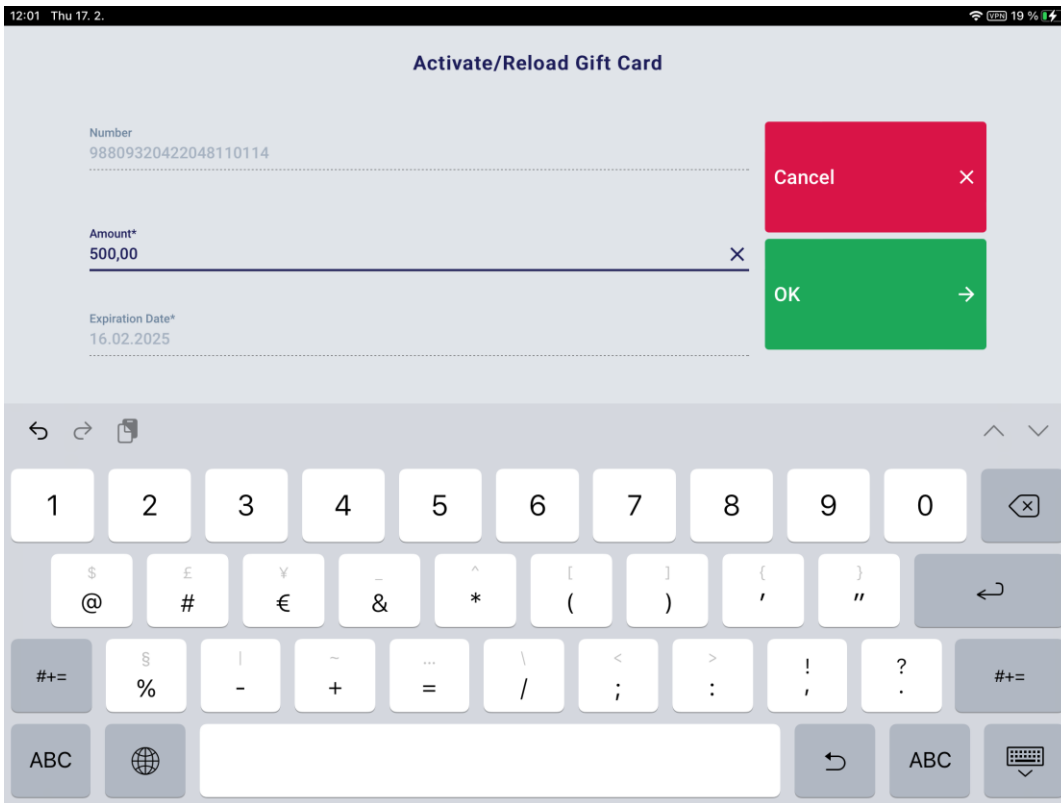 12:01 Thu 17. 2.
VPN 19 %
Activate/Reload Gift Card
Number
98809320422048110114
Cancel
Amount*
500,00
OK
Expiration Date*
16.02.2025
1 2 3 4 5 6 7 8 9 0
$ £ ¥ _ ^ [ ] { }
@ # € & * ( ) ' "
§ | ~ … \ < > ! ?
#+= % - + = / ; : , . #+=
ABC ABC